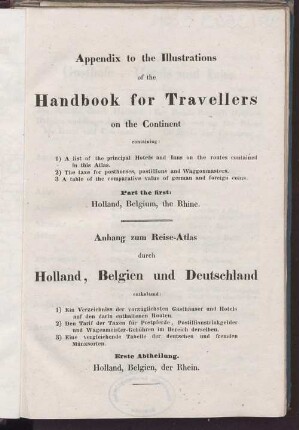 Appendix to the Illustrations
of the
Handbook for Travellers
on the Continent
containing:
1) A list of the principal Hotels and Inns on the routes contained
in this Atlas.
2) The taxe for posthorses, postillions and Waggonmasters.
3 A table of the comparative value of german and foreign coins.
Part the first:
Holland, Belgium, the Rhine.
Anhang zum Reise-Atlas
durch
Holland, Belgien und Deutschland
enthaltend:
1) Ein Verzeichniss der vorzüglichsten Gasthäuser und Hotels
auf den darin enthaltenen Routen.
2) Den Tarif der Taxen für Postpferde, Postillionstrinkgelder
und Wagenmeister-Gebühren im Bereich derselben.
3) Eine vergleichende Tabelle der deutschen und fremden
Münzsorten.
Erste Abtheilung.
Holland, Belgien, der Rhein.